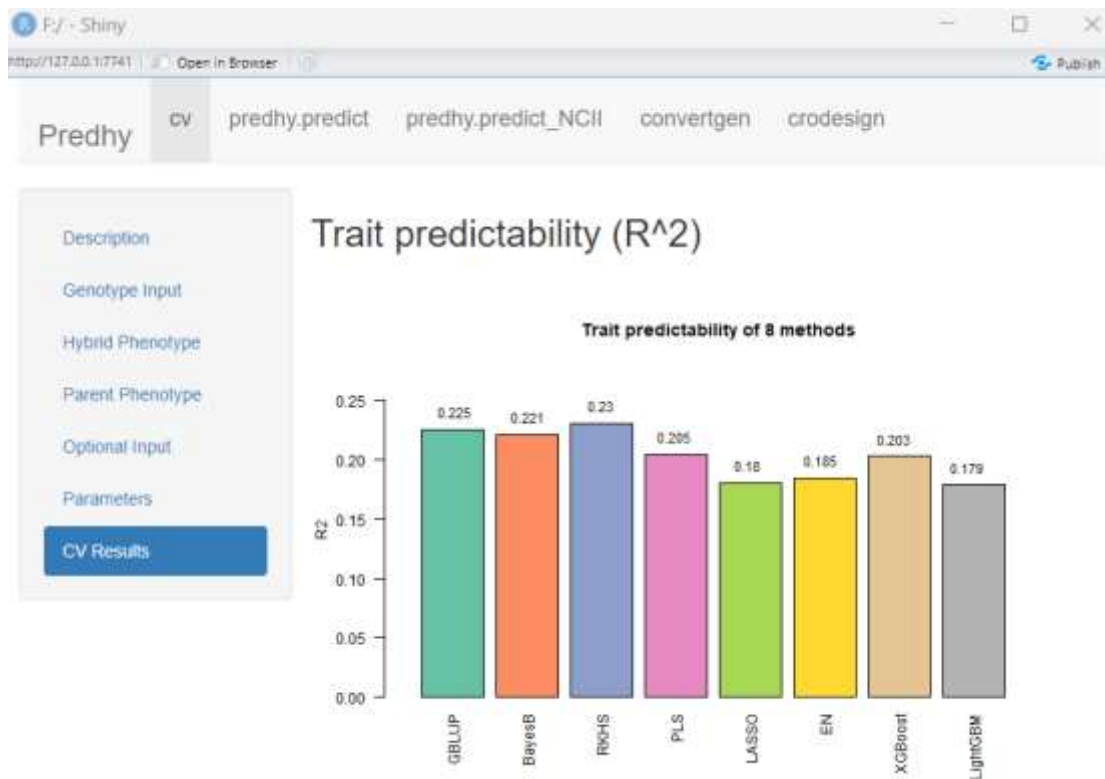 F:/ - Shiny
http://127.0.0.1:7741 Open in Browser Publish
Predhy cv predhy.predict predhy.predict_NCII convertgen crodesign
Description
Genotype Input
Hybrid Phenotype
Parent Phenotype
Optional Input
Parameters
CV Results
Trait predictability (R^2)
Trait predictability of 8 methods
R2
0.25
0.20
0.15
0.10
0.05
0.00
0.225 0.221 0.23 0.205 0.18 0.185 0.203 0.179
GBLUP BayesB RKHS PLS LASSO EN XGBoost LightGBM